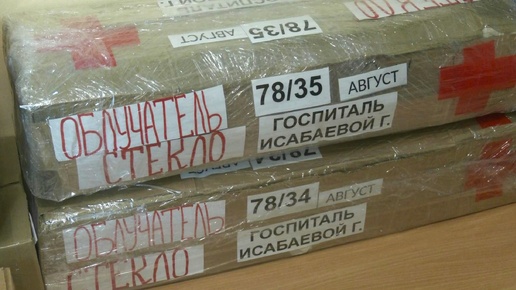 78/35
АВГУСТ
ОБЛУЧАТЕЛЬ
СТЕКЛО
78/35
АВГУСТ
ГОСПИТАЛЬ
ИСАБАЕВОЙ Г.
ОБЛУЧАТЕЛЬ
СТЕКЛО
78/34
АВГУСТ
ГОСПИТАЛЬ
ИСАБАЕВОЙ Г.